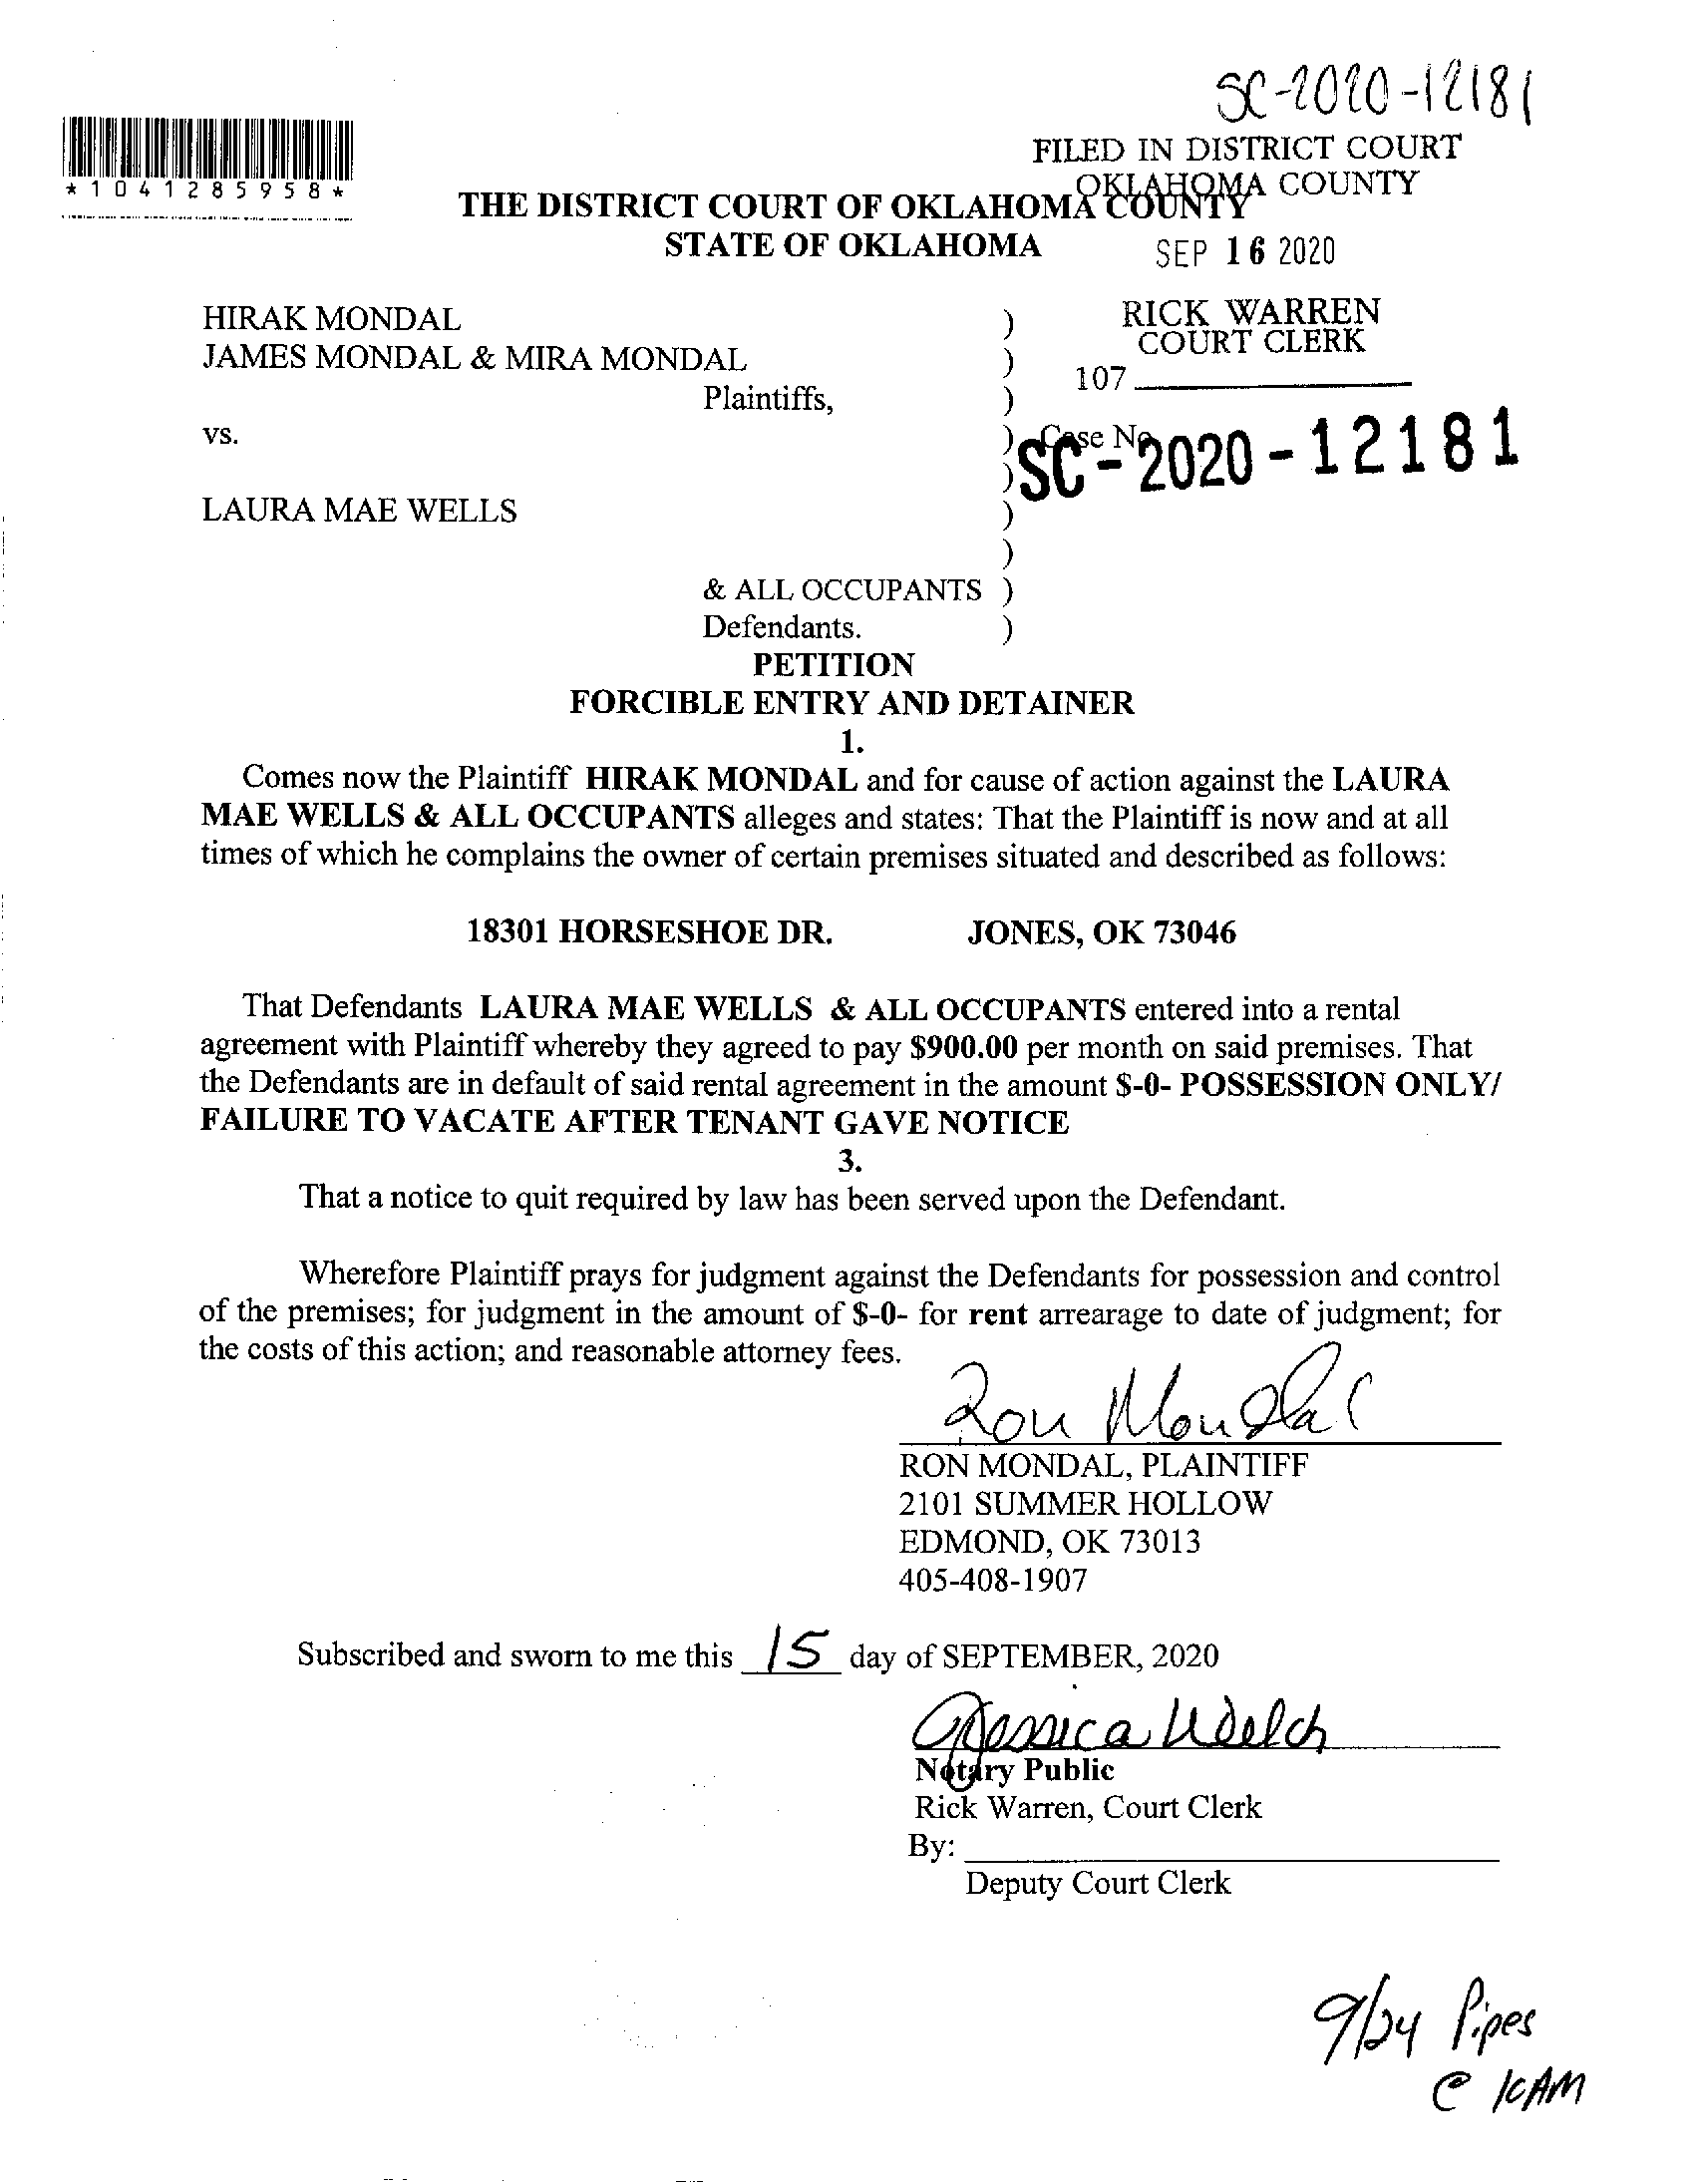 SC-2020-12181
FILED IN DISTRICT COURT
OKLAHOMA COUNTY
*1041285958*
THE DISTRICT COURT OF OKLAHOMA COUNTY
STATE OF OKLAHOMA
SEP 16 2020
RICK WARREN
COURT CLERK
107
HIRAK MONDAL )
JAMES MONDAL & MIRA MONDAL )
Plaintiffs, )
vs. ) Case No
) SC-2020-12181
LAURA MAE WELLS )
)
& ALL OCCUPANTS )
Defendants. )
PETITION
FORCIBLE ENTRY AND DETAINER
1.
Comes now the Plaintiff HIRAK MONDAL and for cause of action against the LAURA
MAE WELLS & ALL OCCUPANTS alleges and states: That the Plaintiff is now and at all
times of which he complains the owner of certain premises situated and described as follows:
18301 HORSESHOE DR. JONES, OK 73046
That Defendants LAURA MAE WELLS & ALL OCCUPANTS entered into a rental
agreement with Plaintiff whereby they agreed to pay $900.00 per month on said premises. That
the Defendants are in default of said rental agreement in the amount $-0- POSSESSION ONLY/
FAILURE TO VACATE AFTER TENANT GAVE NOTICE
3.
That a notice to quit required by law has been served upon the Defendant.
Wherefore Plaintiff prays for judgment against the Defendants for possession and control
of the premises; for judgment in the amount of $-0- for rent arrearage to date of judgment; for
the costs of this action; and reasonable attorney fees.
Ron Mondal
RON MONDAL, PLAINTIFF
2101 SUMMER HOLLOW
EDMOND, OK 73013
405-408-1907
Subscribed and sworn to me this 15 day of SEPTEMBER, 2020
Jessica Welch
Notary Public
Rick Warren, Court Clerk
By:
Deputy Court Clerk
9/24 Pipes
@ 10AM